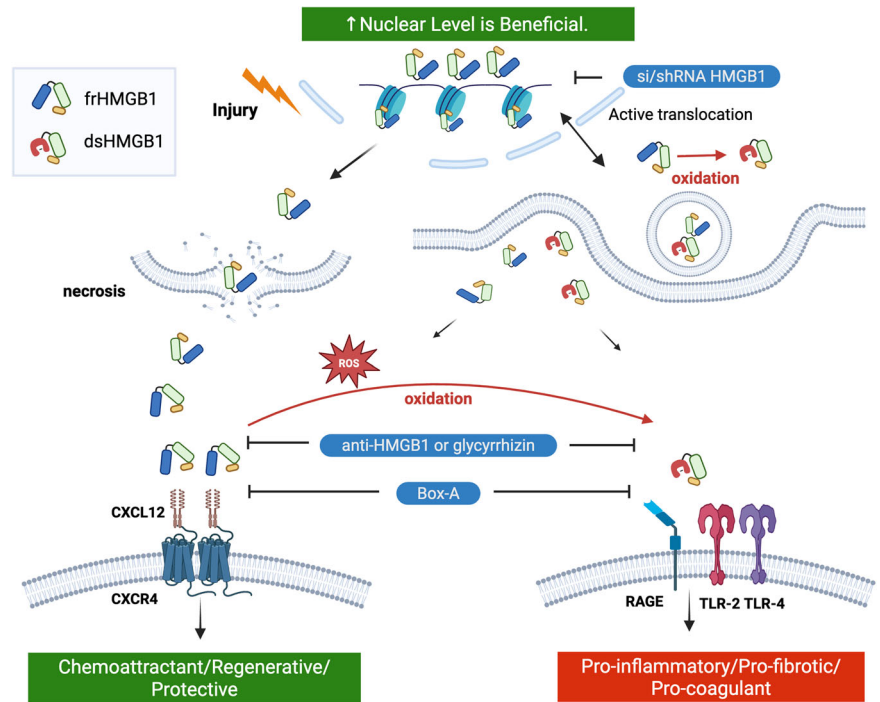 ↑Nuclear Level is Beneficial.
si/shRNA HMGB1
frHMGB1
dsHMGB1
Injury
Active translocation
oxidation
necrosis
ROS
oxidation
anti-HMGB1 or glycyrrhizin
Box-A
CXCL12
CXCR4
RAGE
TLR-2 TLR-4
Chemoattractant/Regenerative/
Protective
Pro-inflammatory/Pro-fibrotic/
Pro-coagulant